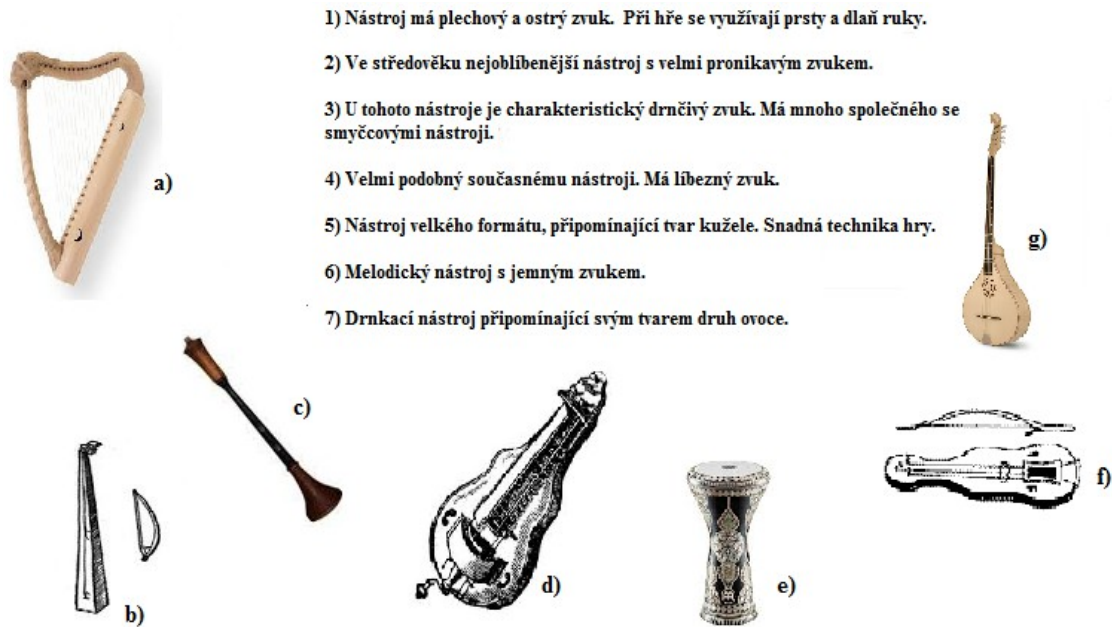 1) Nástroj má plechový a ostrý zvuk. Při hře se využívají prsty a dlaň ruky.
2) Ve středověku nejoblíbenější nástroj s velmi pronikavým zvukem.
3) U tohoto nástroje je charakteristický drnčivý zvuk. Má mnoho společného se
smyčcovými nástroji.
4) Velmi podobný současnému nástroji. Má líbezný zvuk.
5) Nástroj velkého formátu, připomínající tvar kužele. Snadná technika hry.
6) Melodický nástroj s jemným zvukem.
7) Drnkací nástroj připomínající svým tvarem druh ovoce.
a)
g)
c)
f)
d)
e)
b)